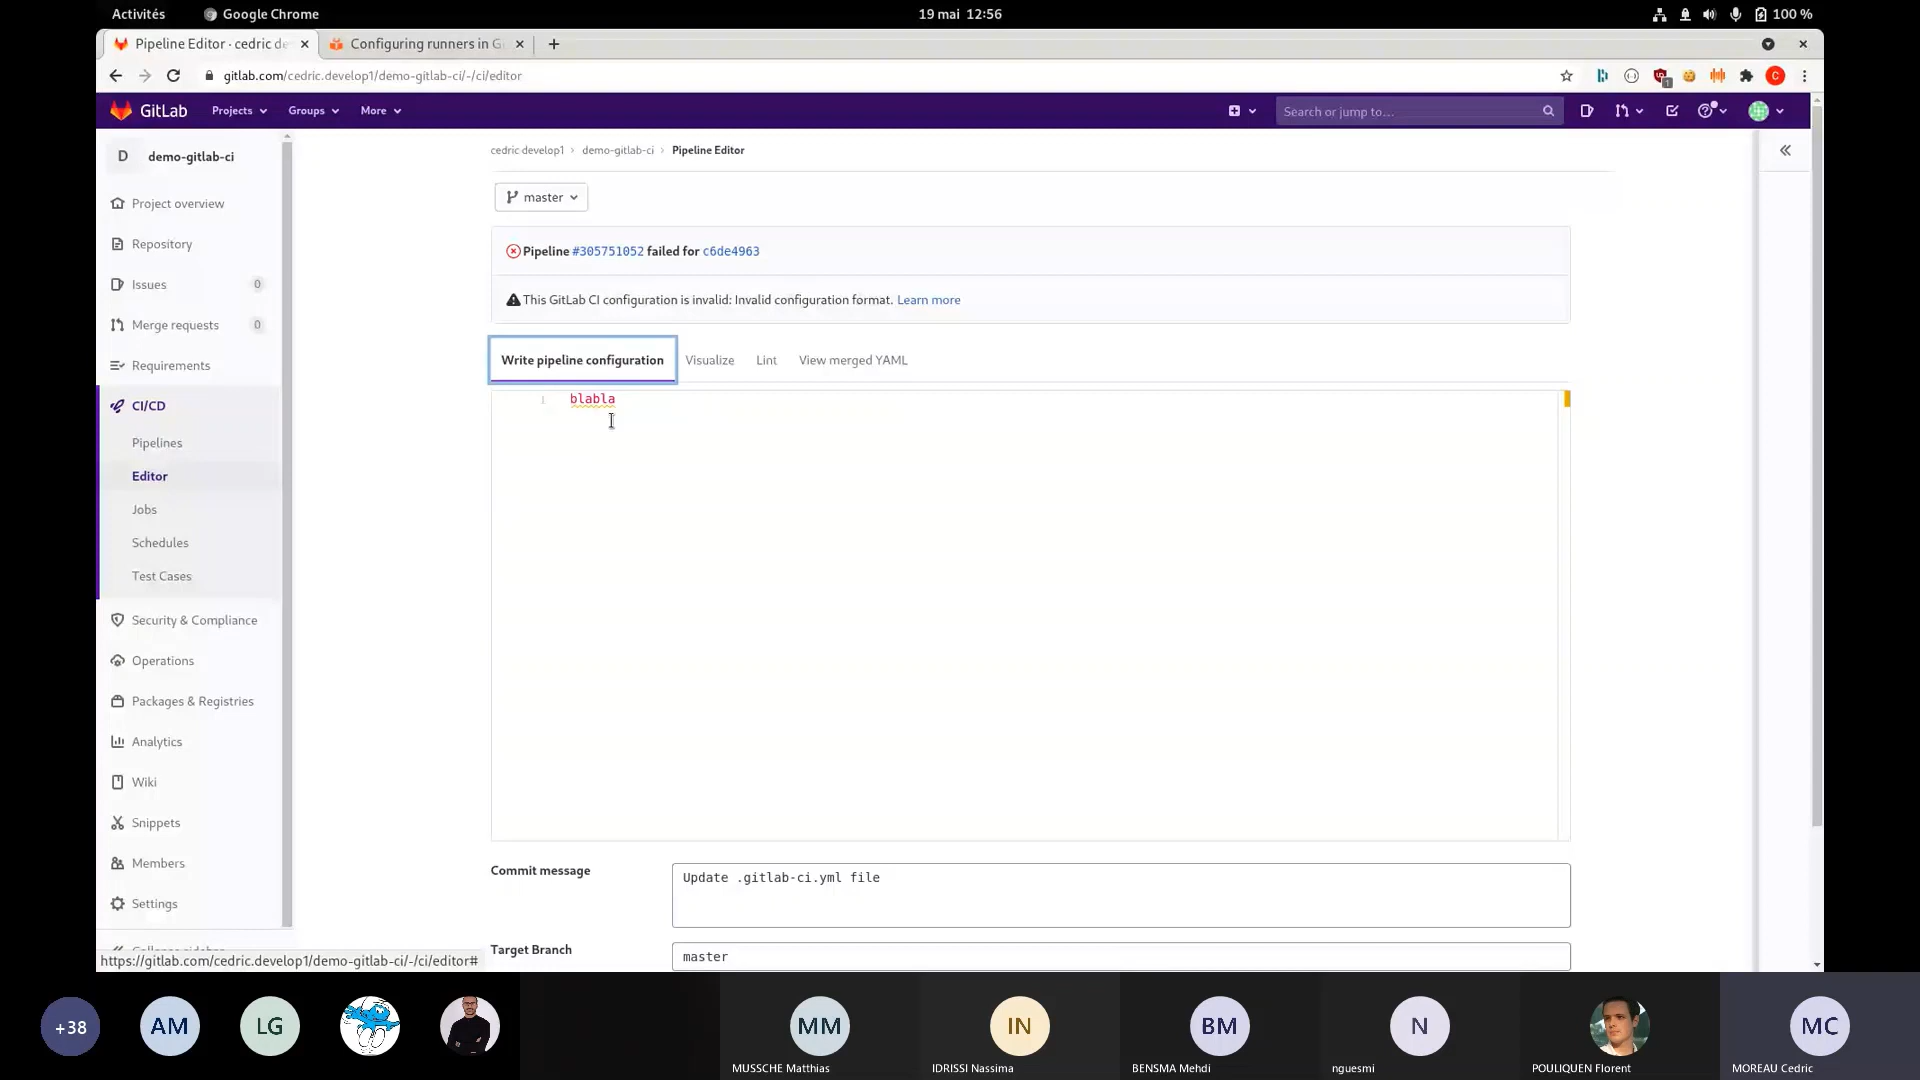 Activités
Google Chrome
19 mai 12:56
100 %
Pipeline Editor · cedric de
Configuring runners in G
gitlab.com/cedric.develop1/demo-gitlab-ci/-/ci/editor
1
C
GitLab
Projects
Groups
More
Search or jump to...
D
demo-gitlab-ci
Project overview
Repository
Issues 0
Merge requests 0
Requirements
CI/CD
Pipelines
Editor
Jobs
Schedules
Test Cases
Security & Compliance
Operations
Packages & Registries
Analytics
Wiki
Snippets
Members
Settings
Collapse sidebar
https://gitlab.com/cedric.develop1/demo-gitlab-ci/-/ci/editor#
cedric develop1 > demo-gitlab-ci > Pipeline Editor
master
Pipeline #305751052 failed for c6de4963
This GitLab CI configuration is invalid: Invalid configuration format. Learn more
Write pipeline configuration
Visualize
Lint
View merged YAML
1 blabla
Commit message
Update .gitlab-ci.yml file
Target Branch
master
+38
AM
LG
MM
MUSSCHE Matthias
IN
IDRISSI Nassima
BM
BENSMA Mehdi
N
nguesmi
POULIQUEN Florent
MC
MOREAU Cedric